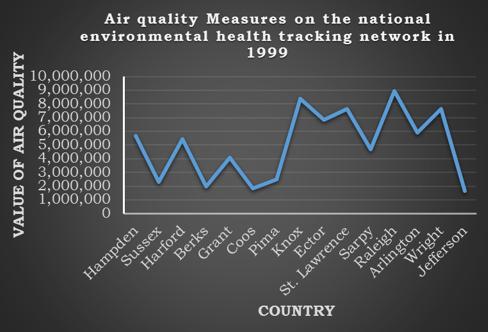 Air quality Measures on the national
environmental health tracking network in
1999
VALUE OF AIR QUALITY
10,000,000
9,000,000
8,000,000
7,000,000
6,000,000
5,000,000
4,000,000
3,000,000
2,000,000
1,000,000
0
Hampden
Sussex
Harford
Berks
Grant
Coos
Pima
Knox
Ector
St. Lawrence
Sarpy
Raleigh
Arlington
Wright
Jefferson
COUNTRY